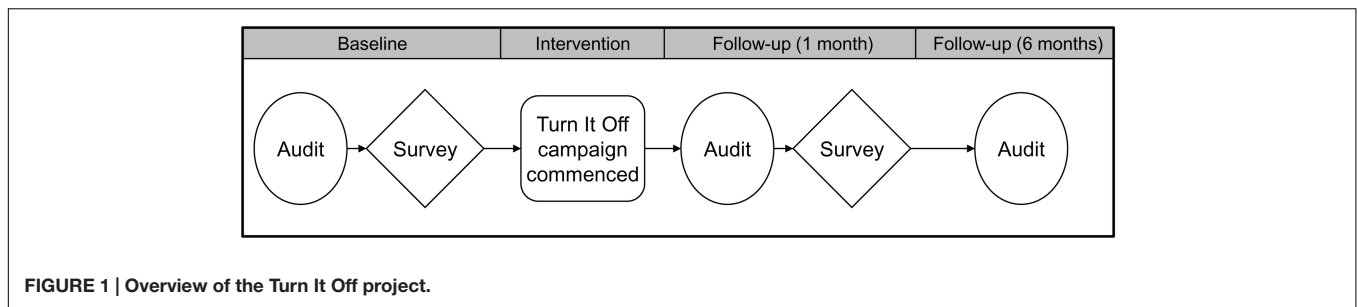 Baseline Intervention Follow-up (1 month) Follow-up (6 months)
Audit Survey Turn It Off campaign commenced Audit Survey Audit
FIGURE 1 | Overview of the Turn It Off project.